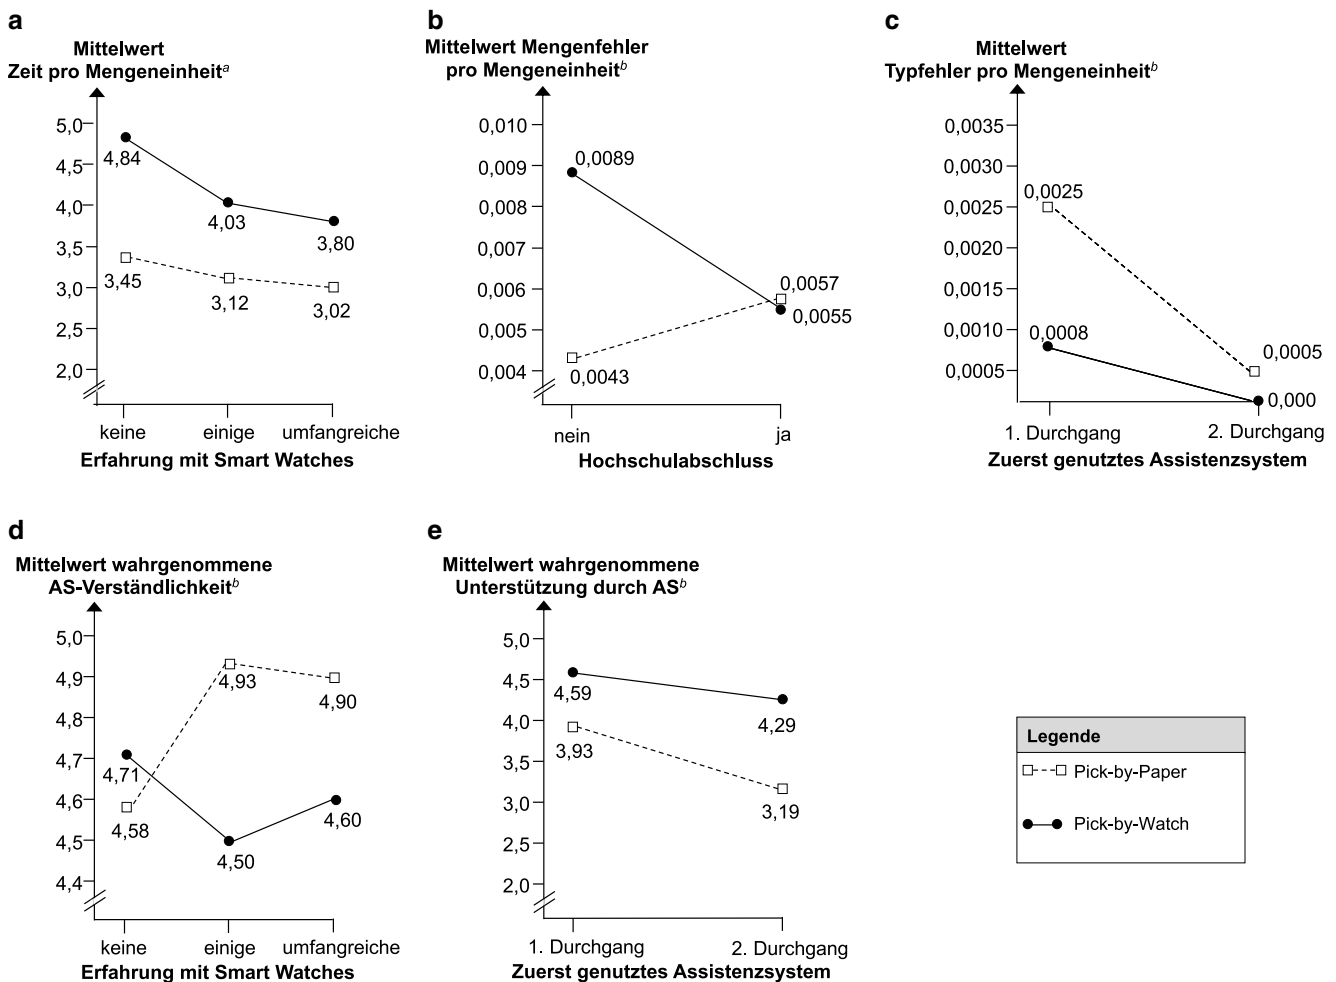 a
Mittelwert
Zeit pro Mengeneinheit^a
5,0
4,5
4,0
3,5
3,0
2,5
2,0
4,84
4,03
3,80
3,45
3,12
3,02
keine einige umfangreiche
Erfahrung mit Smart Watches
b
Mittelwert Mengenfehler
pro Mengeneinheit^b
0,010
0,009
0,008
0,007
0,006
0,005
0,004
0,0089
0,0057
0,0055
0,0043
nein ja
Hochschulabschluss
c
Mittelwert
Typfehler pro Mengeneinheit^b
0,0035
0,0030
0,0025
0,0020
0,0015
0,0010
0,0005
0,0025
0,0008
0,0005
0,000
1. Durchgang 2. Durchgang
Zuerst genutztes Assistenzsystem
d
Mittelwert wahrgenommene
AS-Verständlichkeit^b
5,0
4,9
4,8
4,7
4,6
4,5
4,4
4,93
4,90
4,71
4,58
4,50
4,60
keine einige umfangreiche
Erfahrung mit Smart Watches
e
Mittelwert wahrgenommene
Unterstützung durch AS^b
5,0
4,5
4,0
3,5
3,0
2,5
2,0
4,59
4,29
3,93
3,19
1. Durchgang 2. Durchgang
Zuerst genutztes Assistenzsystem
Legende
Pick-by-Paper
Pick-by-Watch